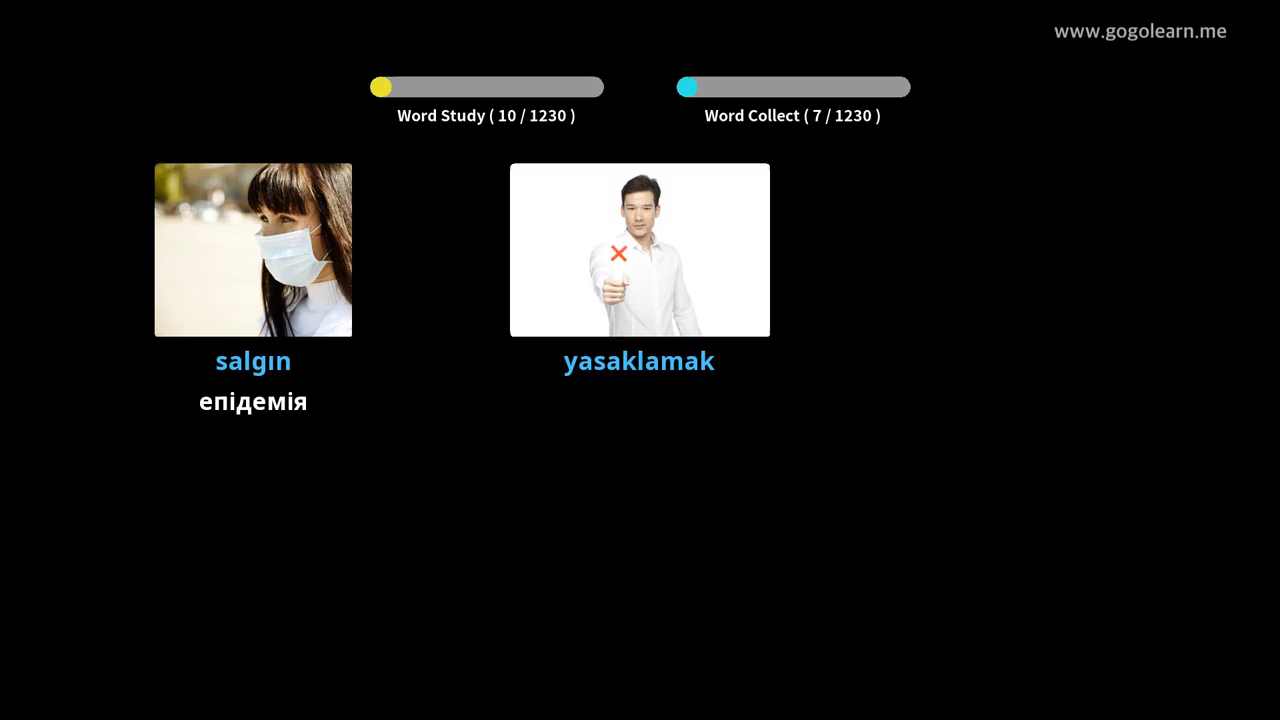 www.gogolearn.me
Word Study ( 10 / 1230 )
Word Collect ( 7 / 1230 )
salgın
yasaklamak
епідемія